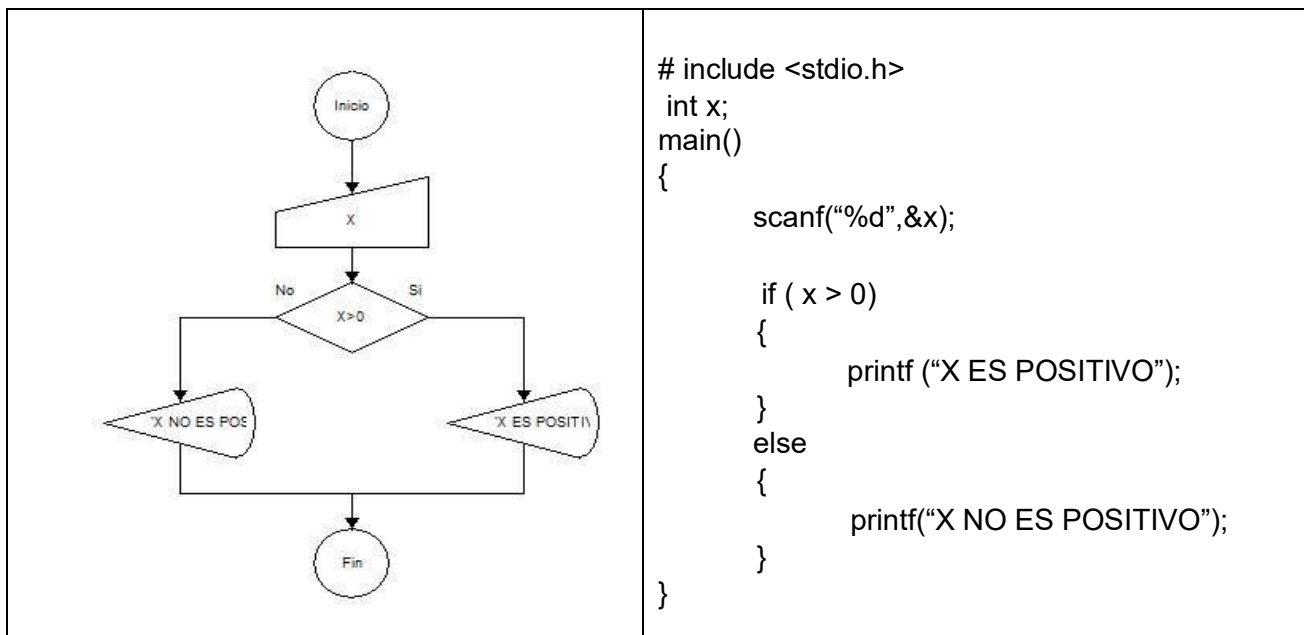 Inicio
X
No
Si
X>0
"X NO ES POS
"X ES POSITIV
Fin
# include <stdio.h>
int x;
main()
{
scanf(“%d”,&x);
if ( x > 0)
{
printf (“X ES POSITIVO”);
}
else
{
printf(“X NO ES POSITIVO”);
}
}